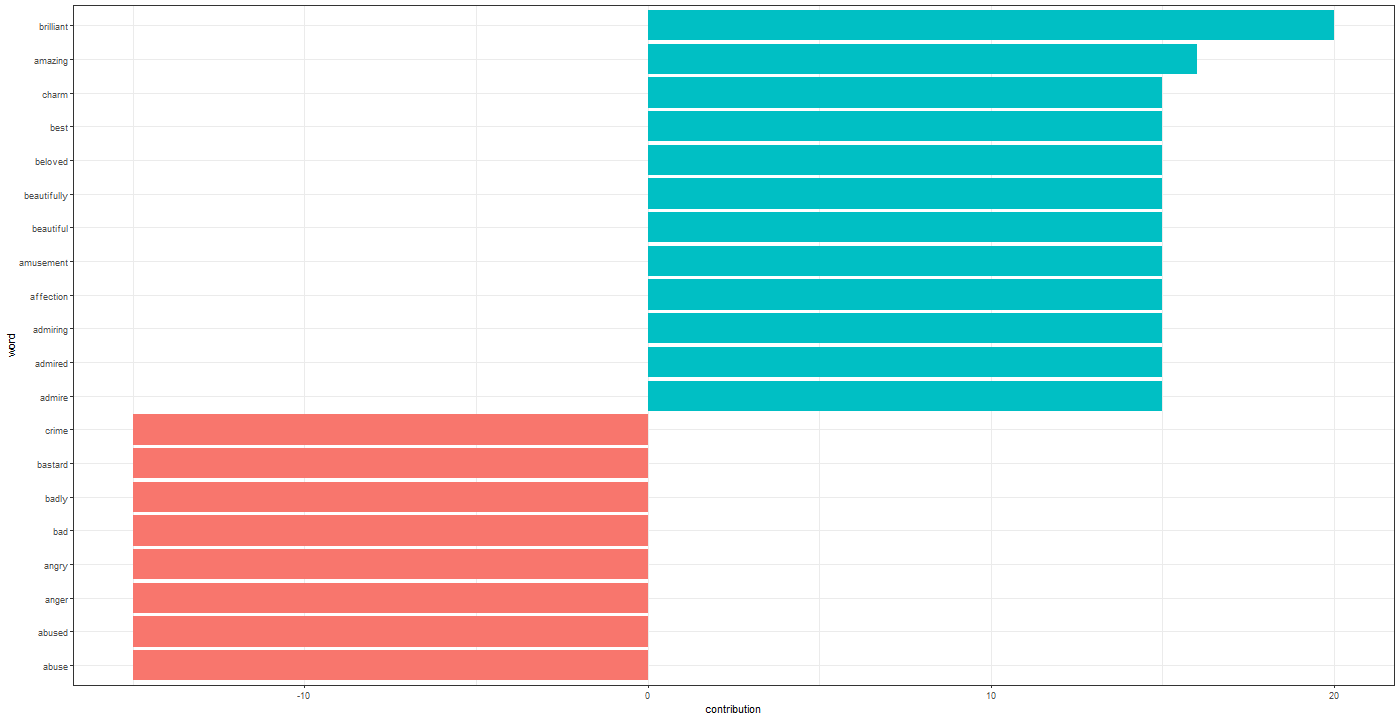 brilliant
amazing
charm
best
beloved
beautifully
beautiful
amusement
affection
admiring
admired
admire
crime
bastard
badly
bad
angry
anger
abused
abuse
word
-10 0 10 20
contribution